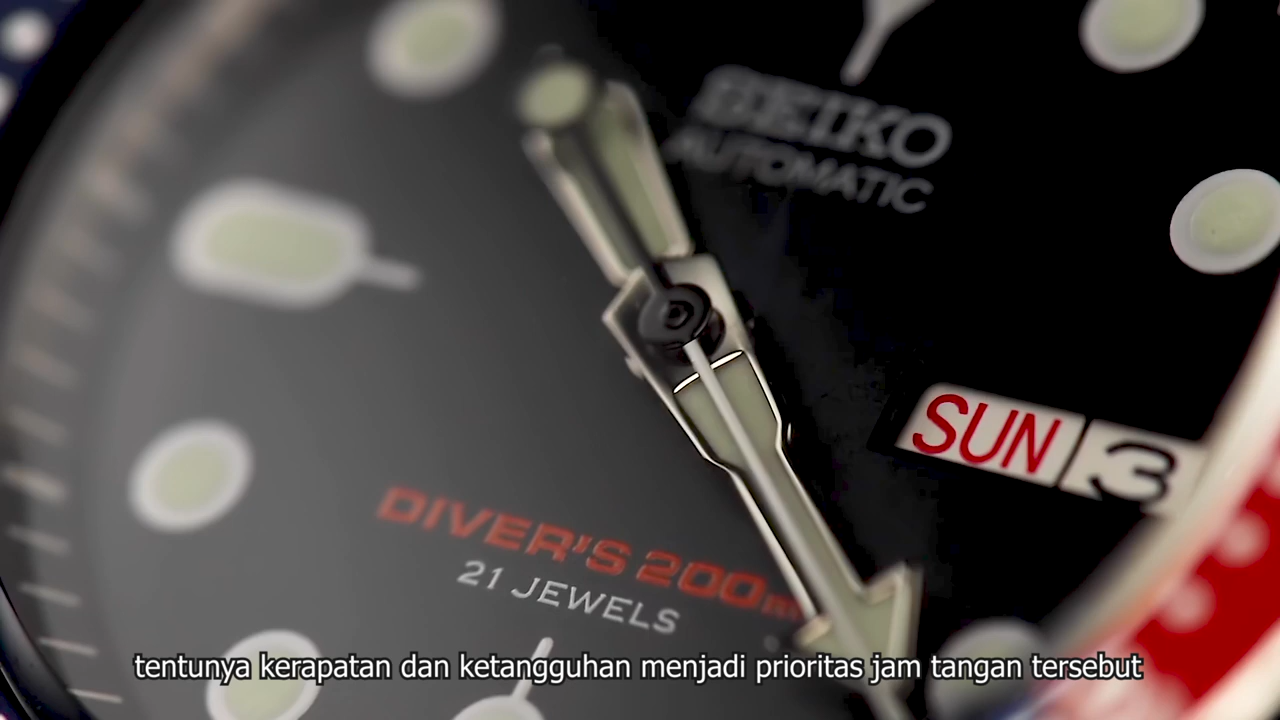 SEIKO
AUTOMATIC
SUN 3
DIVER'S 200m
21 JEWELS
tentunya kerapatan dan ketangguhan menjadi prioritas jam tangan tersebut